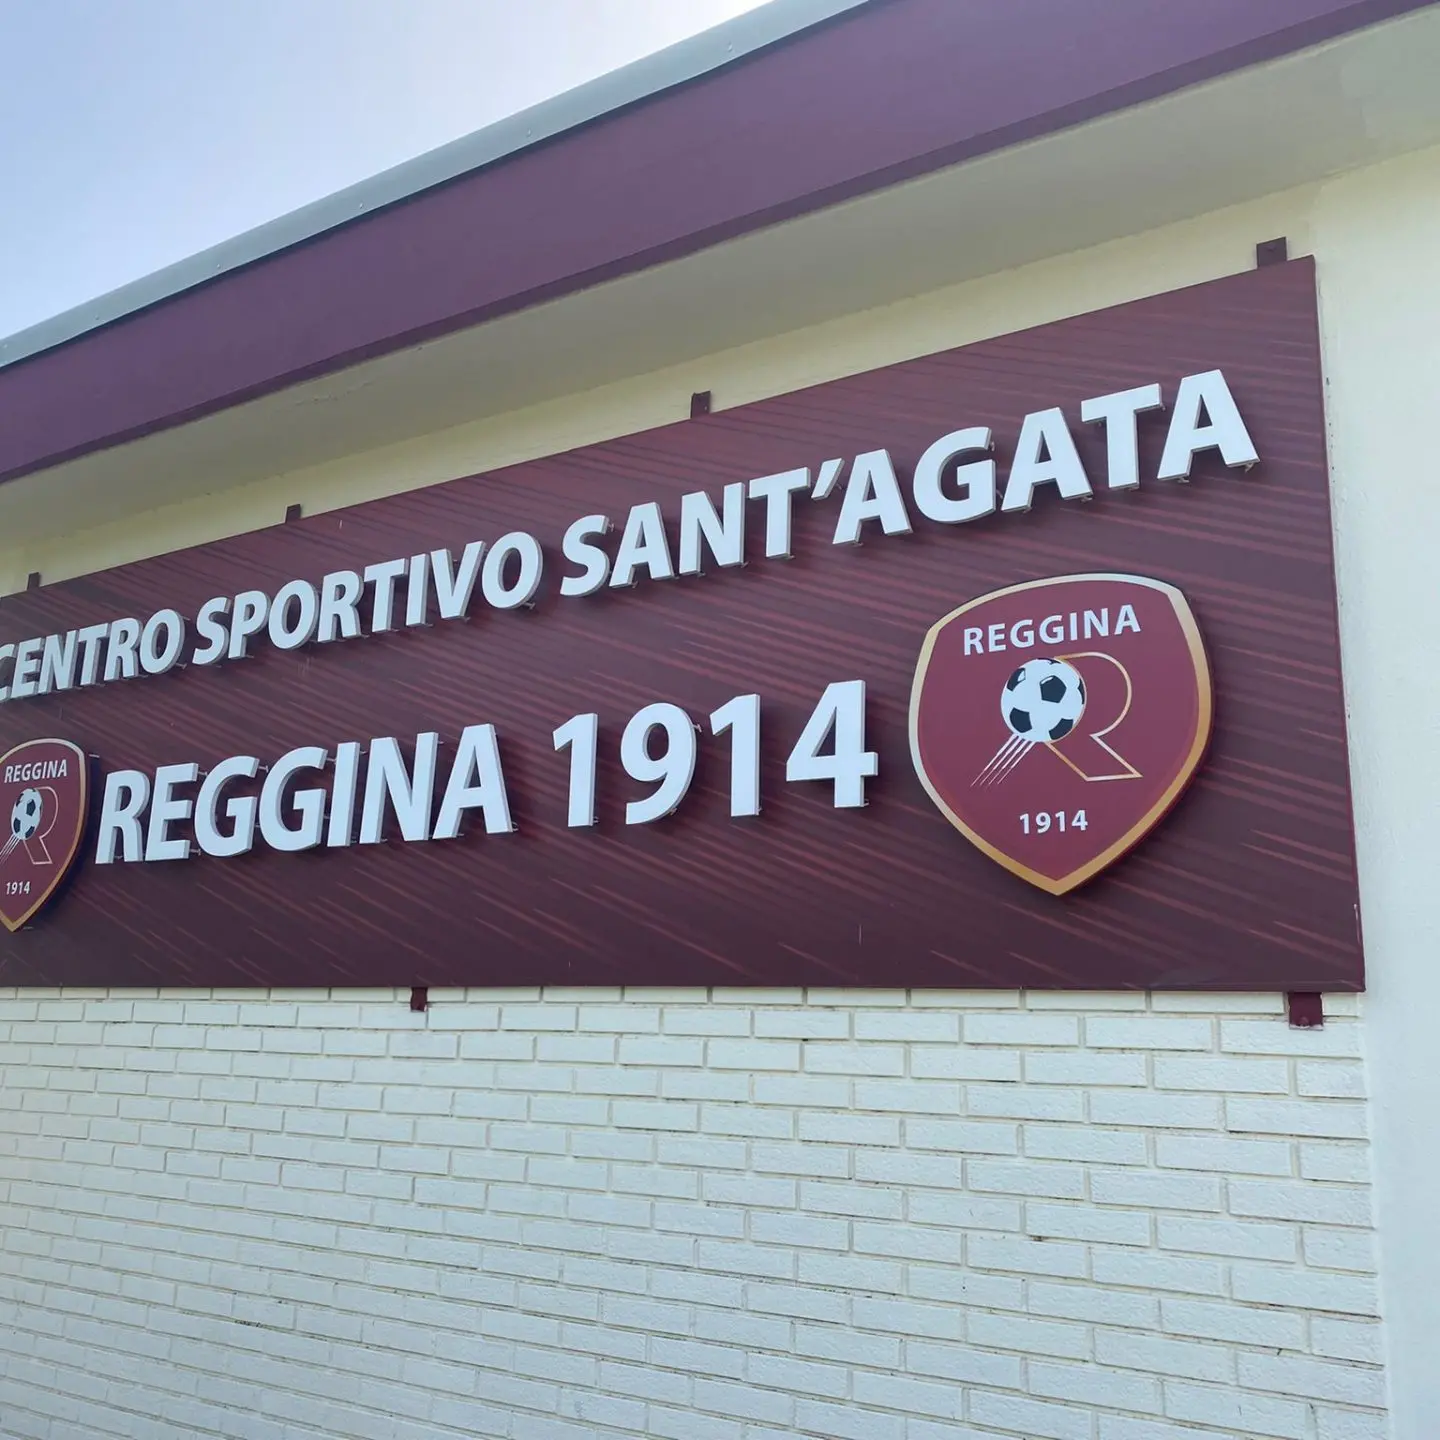 CENTRO SPORTIVO SANT'AGATA
REGGINA
1914
REGGINA 1914
REGGINA
1914